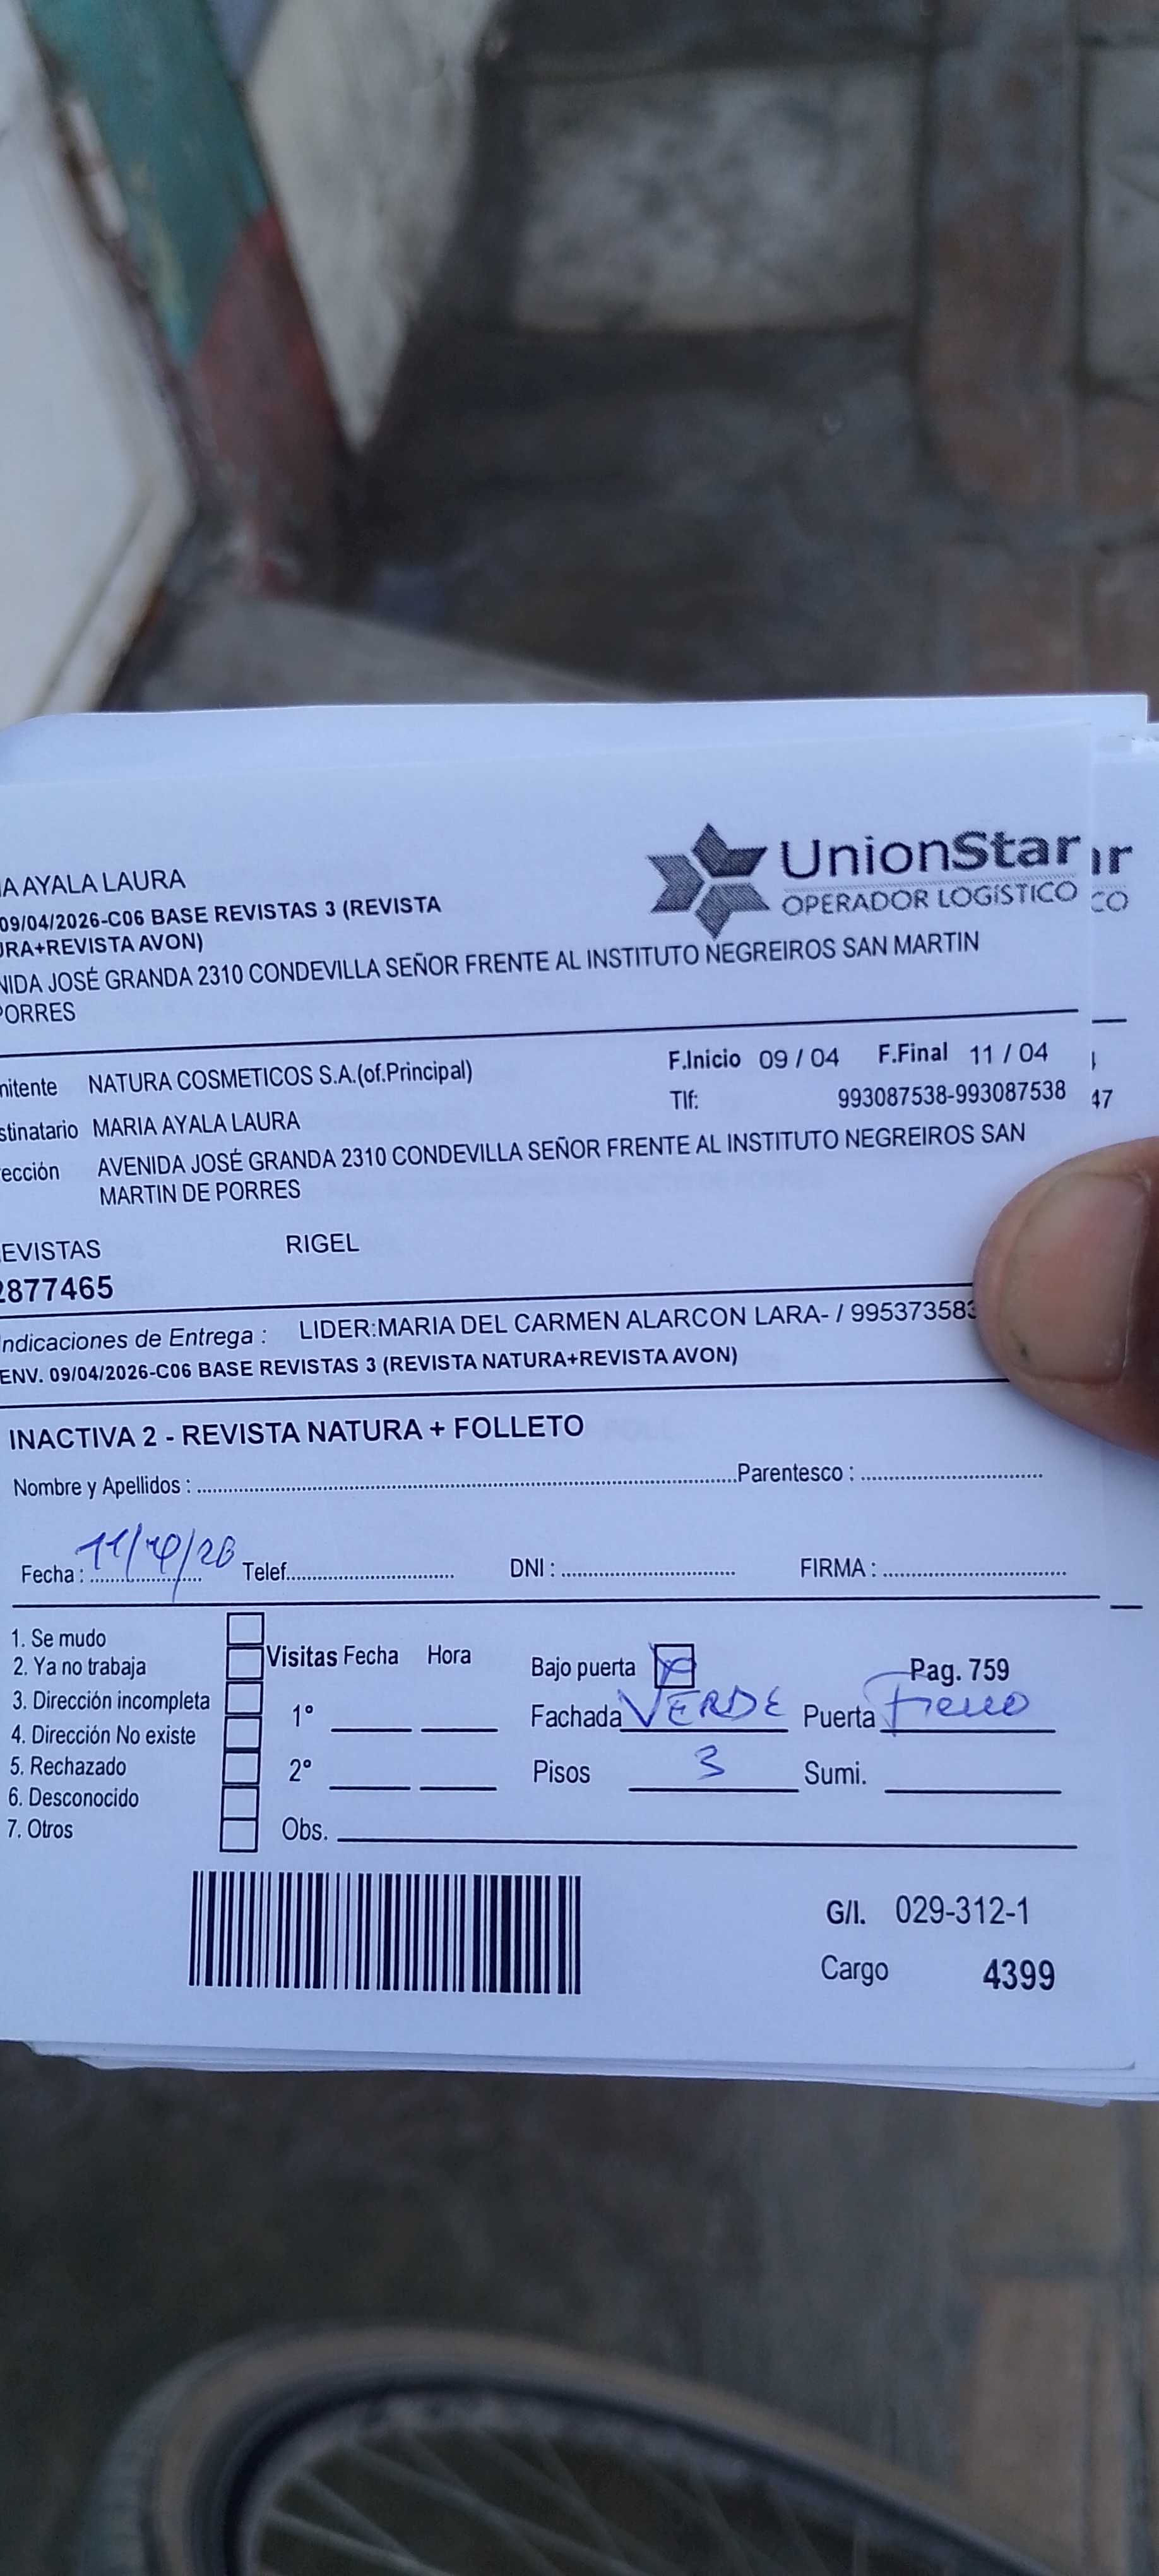 IA AYALA LAURA
09/04/2026-C06 BASE REVISTAS 3 (REVISTA
URA+REVISTA AVON)
NIDA JOSÉ GRANDA 2310 CONDEVILLA SEÑOR FRENTE AL INSTITUTO NEGREIROS SAN MARTIN
PORRES
UnionStar
OPERADOR LOGÍSTICO
ar
CO
mitente NATURA COSMETICOS S.A.(of.Principal)
F.Inicio 09 / 04 F.Final 11 / 04
Tlf: 993087538-993087538
47
stinatario MARIA AYALA LAURA
ección AVENIDA JOSÉ GRANDA 2310 CONDEVILLA SEÑOR FRENTE AL INSTITUTO NEGREIROS SAN
MARTIN DE PORRES
EVISTAS RIGEL
2877465
Indicaciones de Entrega : LIDER:MARIA DEL CARMEN ALARCON LARA- / 99537358
ENV. 09/04/2026-C06 BASE REVISTAS 3 (REVISTA NATURA+REVISTA AVON)
INACTIVA 2 - REVISTA NATURA + FOLLETO
Nombre y Apellidos : Parentesco :
Fecha : 11/4/26 Telef. DNI : FIRMA :
1. Se mudo
2. Ya no trabaja
3. Dirección incompleta
4. Dirección No existe
5. Rechazado
6. Desconocido
7. Otros
Visitas Fecha Hora
1°
2°
Obs.
Bajo puerta X Pag. 759
Fachada VERDE Puerta Fierro
Pisos 3 Sumi.
G/I. 029-312-1
Cargo 4399